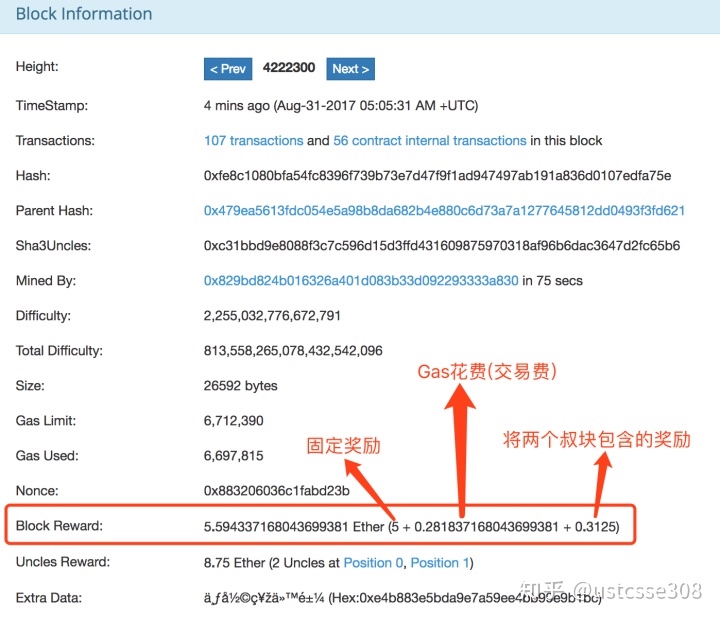 Block Information
Height: < Prev 4222300 Next >
TimeStamp: 4 mins ago (Aug-31-2017 05:05:31 AM +UTC)
Transactions: 107 transactions and 56 contract internal transactions in this block
Hash: 0xfe8c1080bfa54fc8396f739b73e7d47f9f1ad947497ab191a836d0107edfa75e
Parent Hash: 0x479ea5613fdc054e5a98b8da682b4e880c6d73a7a1277645812dd0493f3fd621
Sha3Uncles: 0xc31bbd9e8088f3c7c596d15d3ffd431609875970318af96b6dac3647d2fc65b6
Mined By: 0x829bd824b016326a401d083b33d092293333a830 in 75 secs
Difficulty: 2,255,032,776,672,791
Total Difficulty: 813,558,265,078,432,542,096
Size: 26592 bytes
Gas花费(交易费)
Gas Limit: 6,712,390
将两个叔块包含的奖励
固定奖励
Gas Used: 6,697,815
Nonce: 0x883206036c1fabd23b
Block Reward: 5.594337168043699381 Ether (5 + 0.281837168043699381 + 0.3125)
Uncles Reward: 8.75 Ether (2 Uncles at Position 0, Position 1)
Extra Data: ä¸ƒå½©ç¥žä»™é±¼ (Hex:0xe4b883e5bda9e7a59ee4bb99e9b1bc)
知乎 @ustcsse308